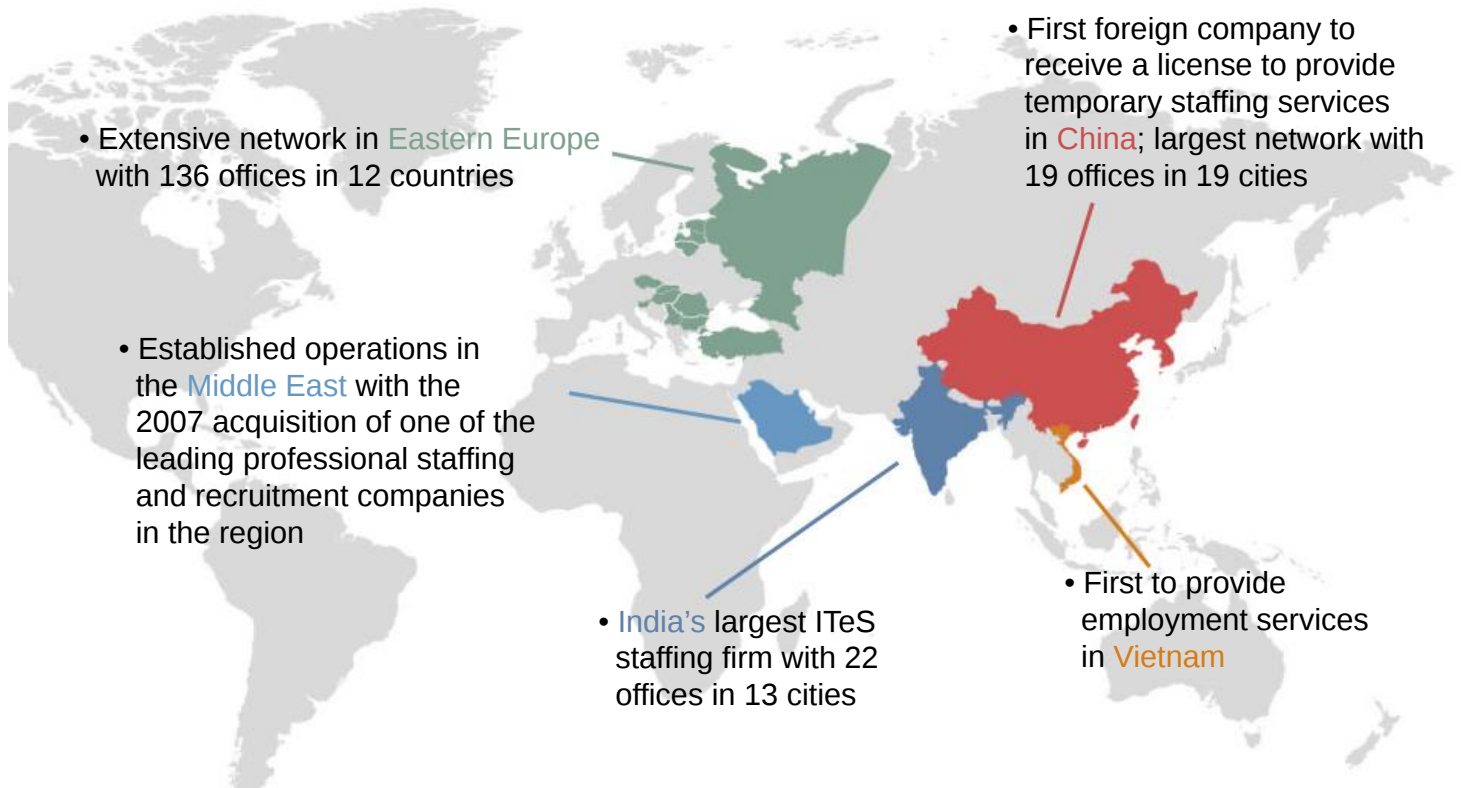 • First foreign company to
receive a license to provide
temporary staffing services
in China; largest network with
19 offices in 19 cities
• Extensive network in Eastern Europe
with 136 offices in 12 countries
• Established operations in
the Middle East with the
2007 acquisition of one of the
leading professional staffing
and recruitment companies
in the region
• India’s largest ITeS
staffing firm with 22
offices in 13 cities
• First to provide
employment services
in Vietnam